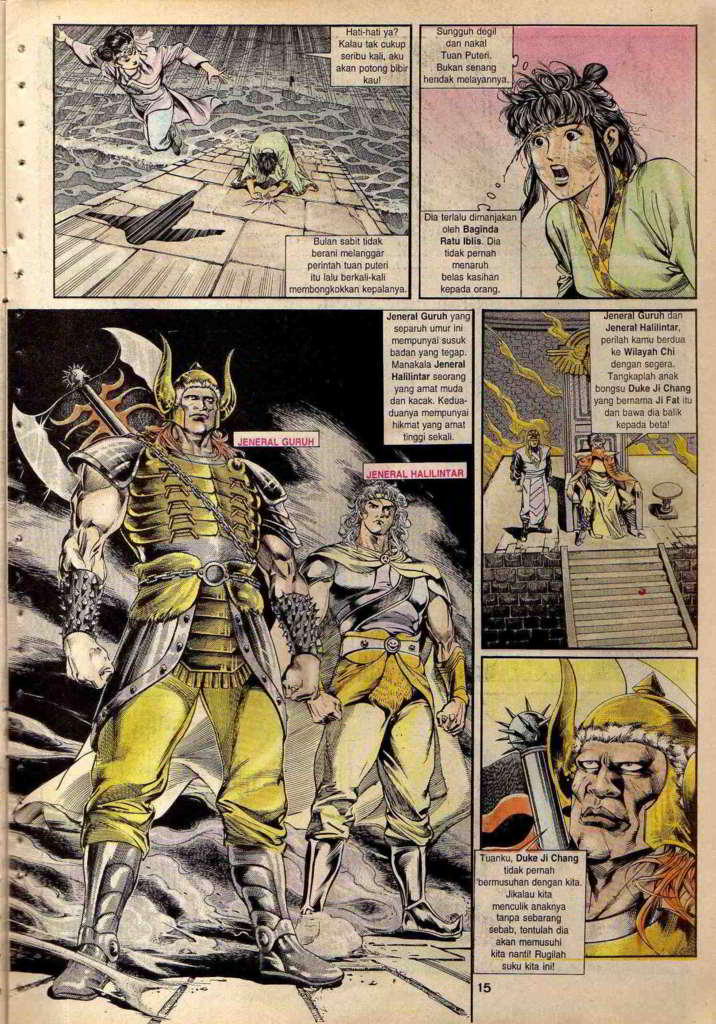 Hati-hati ya?
Kalau tak cukup
seribu kali, aku
akan potong bibir
kau!
Bulan sabit tidak
berani melanggar
perintah tuan puteri
itu lalu berkali-kali
membongkokkan kepalanya.
Sungguh degil
dan nakal
Tuan Puteri.
Bukan senang
hendak melayannya.
Dia terlalu dimanjakan
oleh Baginda
Ratu Iblis. Dia
tidak pernah
menaruh
belas kasihan
kepada orang.
Jeneral Guruh yang
separuh umur ini
mempunyai susuk
badan yang tegap.
Manakala Jeneral
Halilintar seorang
yang amat muda
dan kacak. Kedua-
duanya mempunyai
hikmat yang amat
tinggi sekali.
JENERAL GURUH
JENERAL HALILINTAR
Jeneral Guruh dan
Jeneral Halilintar,
perilah kamu berdua
ke Wilayah Chi
dengan segera.
Tangkaplah anak
bongsu Duke Ji Chang
yang bernama Ji Fat itu
dan bawa dia balik
kepada beta!
Tuanku, Duke Ji Chang
tidak pernah
bermusuhan dengan kita.
Jikalau kita
menculik anaknya
tanpa sebarang
sebab, tentulah dia
akan memusuhi
kita nanti! Rugilah
suku kita ini!
15